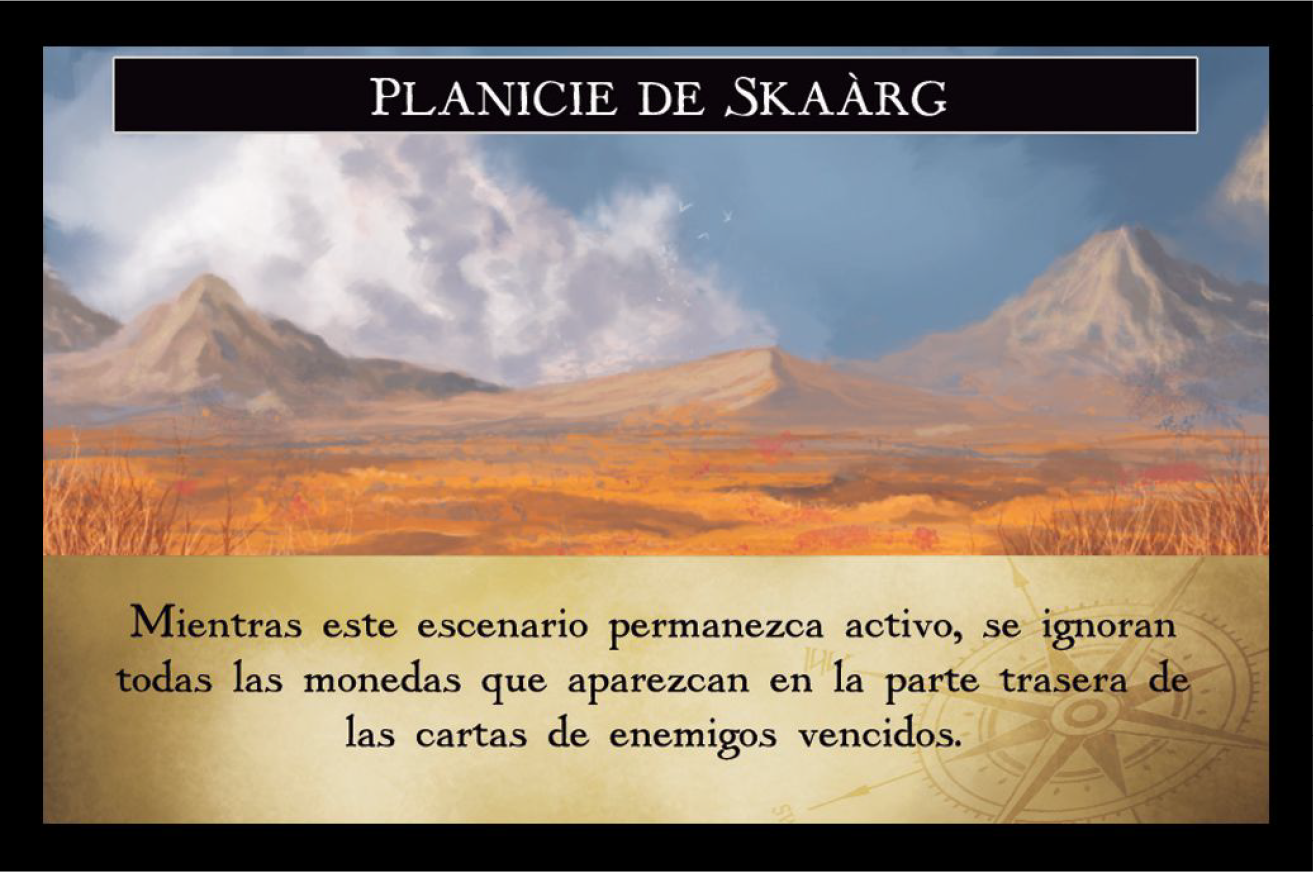 Planicie de Skaàrg
Mientras este escenario permanezca activo, se ignoran
todas las monedas que aparezcan en la parte trasera de
las cartas de enemigos vencidos.